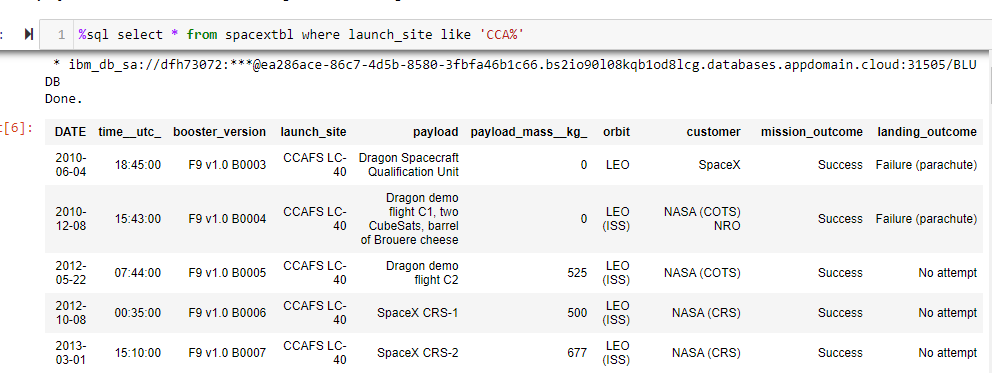 : 1 %sql select * from spacextbl where launch_site like 'CCA%'
* ibm_db_sa://dfh73072:***@ea286ace-86c7-4d5b-8580-3fbfa46b1c66.bs2io90l08kqb1od8lcg.databases.appdomain.cloud:31505/BLU
DB
Done.
t[6]:
DATE time__utc_ booster_version launch_site payload payload_mass__kg_ orbit customer mission_outcome landing_outcome
2010-
06-04 18:45:00 F9 v1.0 B0003 CCAFS LC-
40 Dragon Spacecraft
Qualification Unit 0 LEO SpaceX Success Failure (parachute)
2010-
12-08 15:43:00 F9 v1.0 B0004 CCAFS LC-
40 Dragon demo
flight C1, two
CubeSats, barrel
of Brouere cheese 0 LEO
(ISS) NASA (COTS)
NRO Success Failure (parachute)
2012-
05-22 07:44:00 F9 v1.0 B0005 CCAFS LC-
40 Dragon demo
flight C2 525 LEO
(ISS) NASA (COTS) Success No attempt
2012-
10-08 00:35:00 F9 v1.0 B0006 CCAFS LC-
40 SpaceX CRS-1 500 LEO
(ISS) NASA (CRS) Success No attempt
2013-
03-01 15:10:00 F9 v1.0 B0007 CCAFS LC-
40 SpaceX CRS-2 677 LEO
(ISS) NASA (CRS) Success No attempt